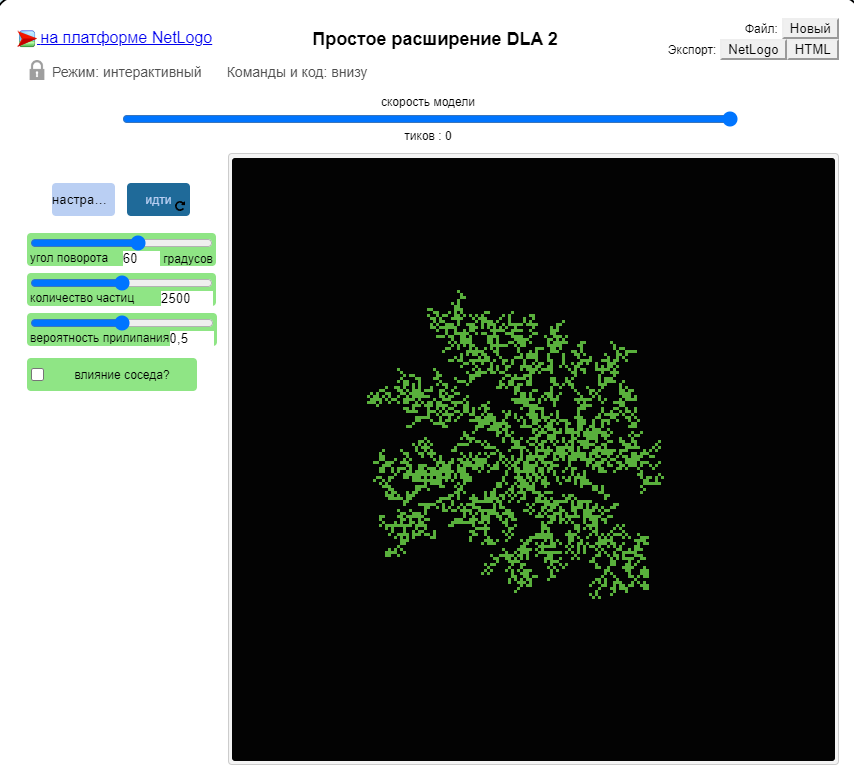 на платформе NetLogo
Простое расширение DLA 2
Файл: Новый
Экспорт: NetLogo HTML
Режим: интерактивный Команды и код: внизу
скорость модели
тиков : 0
настра... идти
угол поворота 60 градусов
количество частиц 2500
вероятность прилипания 0,5
влияние соседа?